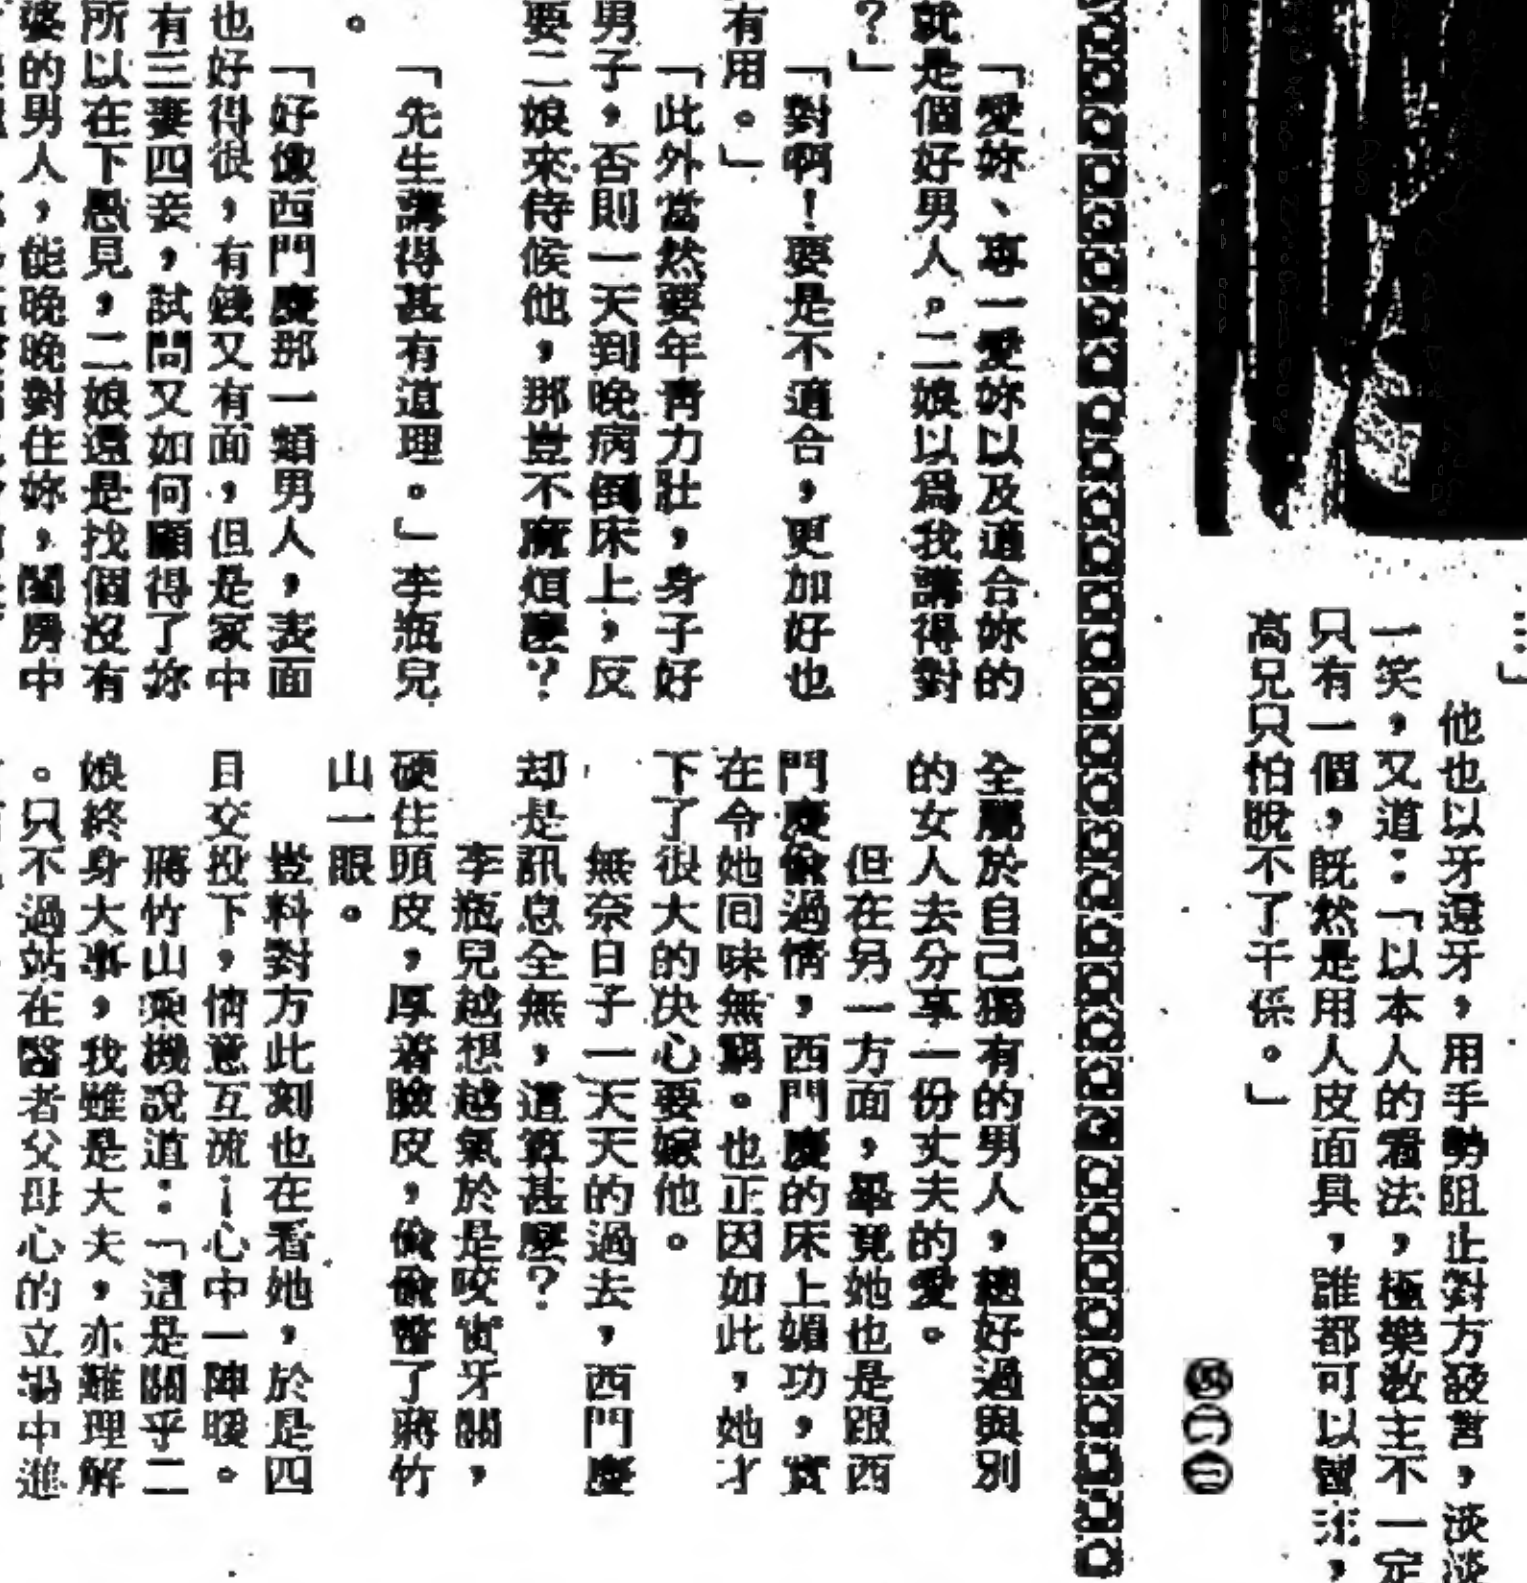 …」
他也以牙還牙，用手勢阻止對方發言，淡淡
一笑，又道：「以本人的看法，極樂教主不一定
只有一個，既然是用人皮面具，誰都可以冒充，
高兄只怕脫不了干係。」
「愛妳、專一愛妳以及適合妳的
就是個好男人。二娘以爲我講得對
？」
「對啊！要是不適合，更加好也
有用。」
「此外當然要年青力壯，身子好
男子，否則一天到晚病倒床上，反
要二娘來侍候他，那豈不麻煩麼？
「先生講得甚有道理。」李瓶兒
。
「好像西門慶那一類男人，表面
也好得很，有錢又有面，但是家中
有三妻四妾，試問又如何顧得了妳
所以在下愚見，二娘還是找個沒有
婆的男人，能晚晚對住妳，閨房中
全屬於自己獨有的男人，總好過與別
的女人去分享一份丈夫的愛。
但在另一方面，畢竟她也是跟西
門慶偷過情，西門慶的床上媚功，實
在令她回味無窮。也正因如此，她才
下了很大的決心要嫁他。
無奈日子一天天的過去，西門慶
却是訊息全無，這算甚麼？
李瓶兒越想越氣於是咬實牙關，
硬住頭皮，厚着臉皮，偷偷瞥了蔣竹
山一眼。
豈料對方此刻也在看她，於是四
目交投下，情意互流－心中一陣暖。
蔣竹山乘機說道：「這是關乎二
娘終身大事，我雖是大夫，亦難理解
。只不過站在醫者父母心的立場中進